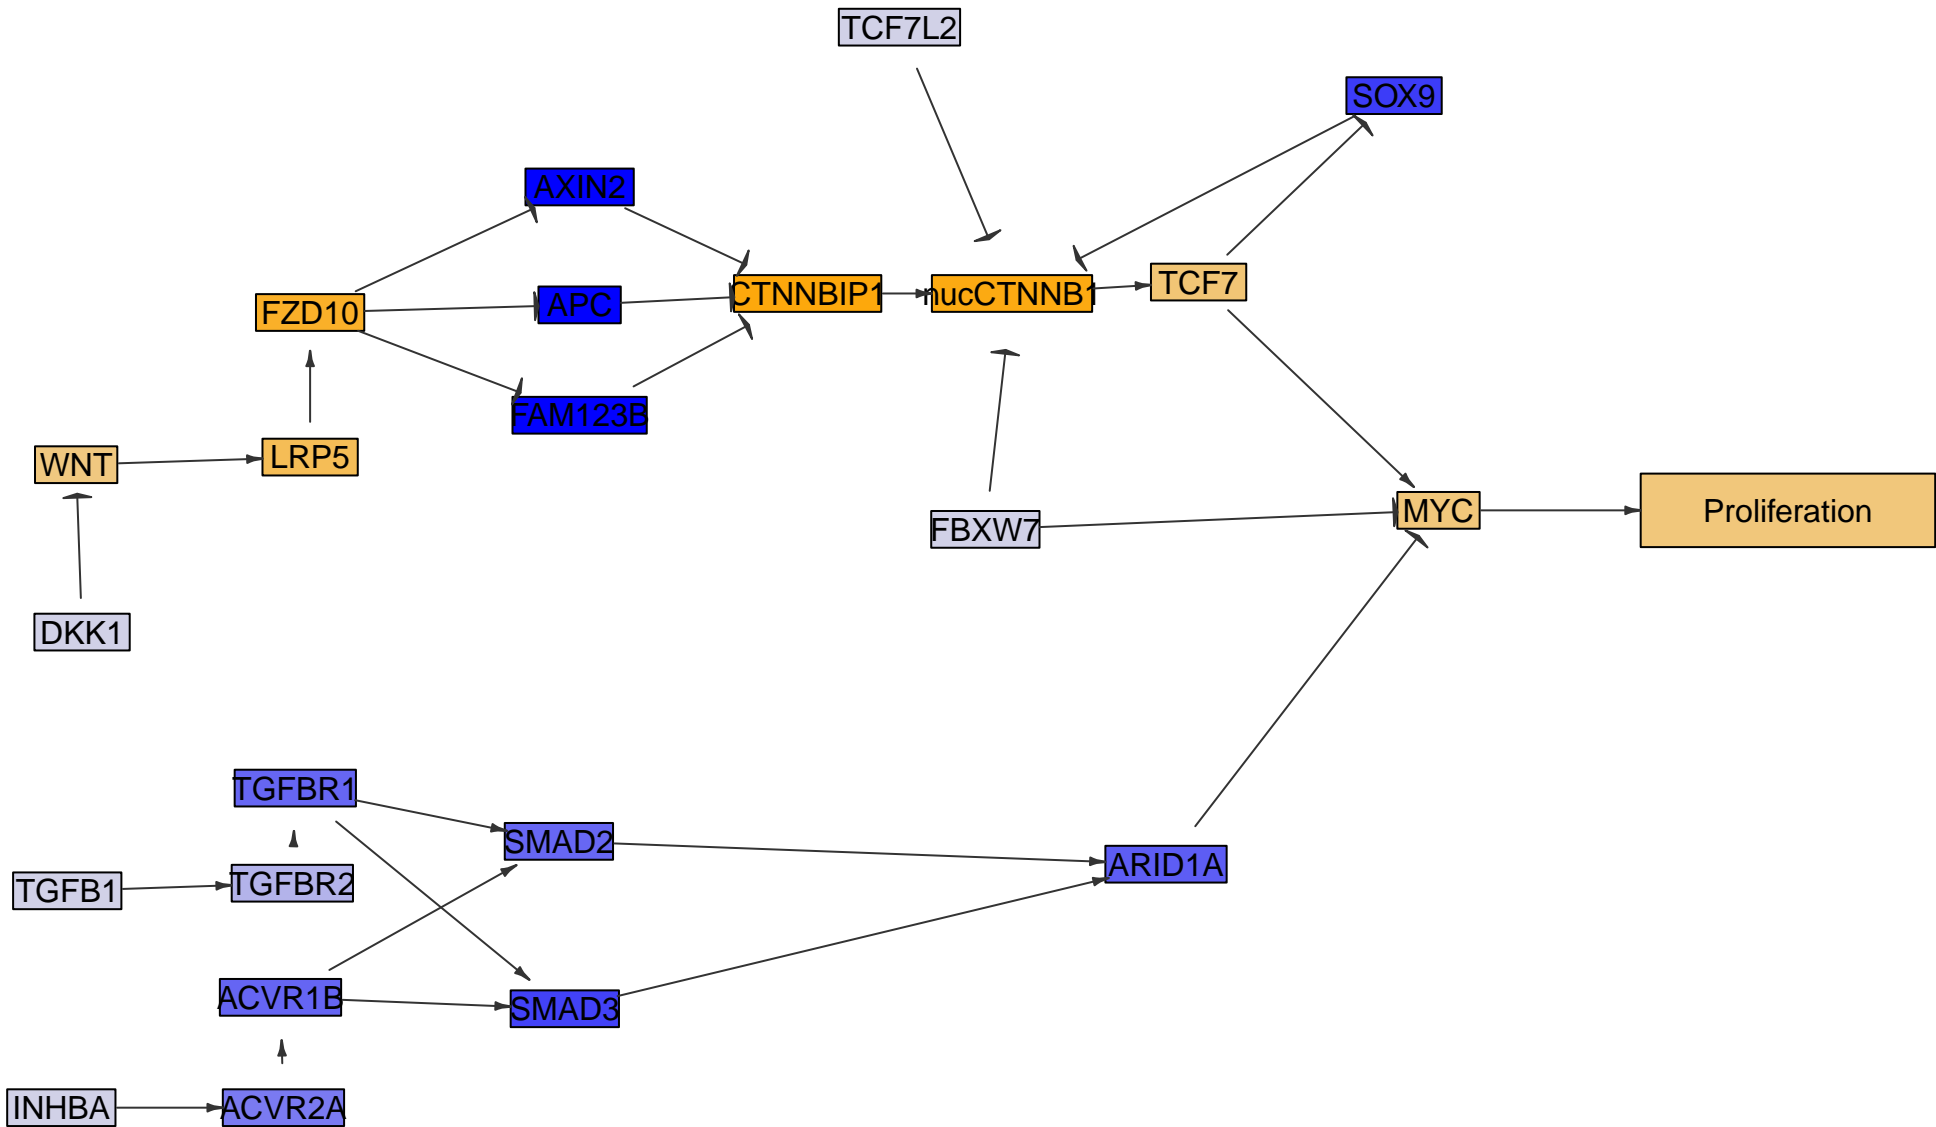 TCF7L2
SOX9
AXIN2
TCF7
CTNNBIP1
nucCTNNB1
APC
FZD10
FAM123B
LRP5
WNT
MYC
Proliferation
FBXW7
DKK1
TGFBR1
SMAD2
ARID1A
TGFBR2
TGFB1
ACVR1B
SMAD3
INHBA
ACVR2A